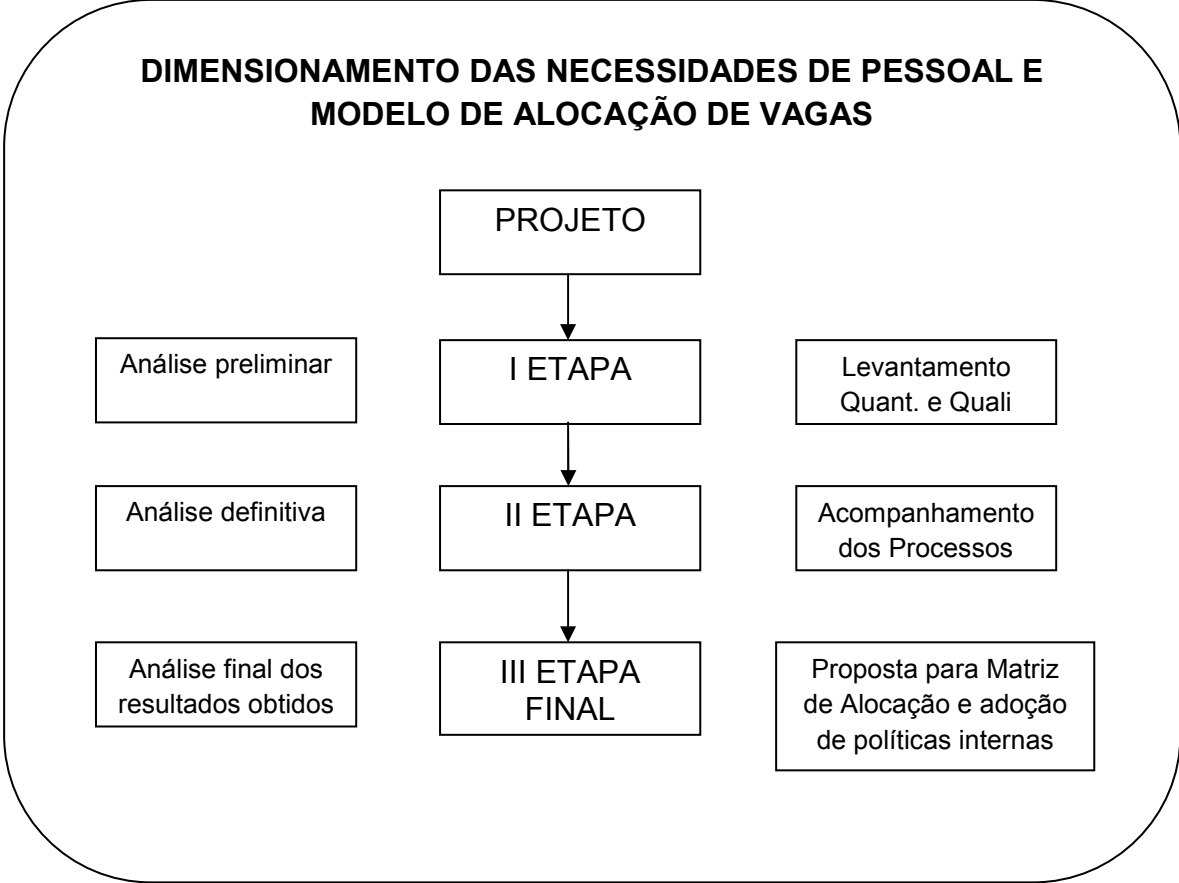 DIMENSIONAMENTO DAS NECESSIDADES DE PESSOAL E
MODELO DE ALOCAÇÃO DE VAGAS
PROJETO
Análise preliminar
I ETAPA
Levantamento
Quant. e Quali
Análise definitiva
II ETAPA
Acompanhamento
dos Processos
Análise final dos
resultados obtidos
III ETAPA
FINAL
Proposta para Matriz
de Alocação e adoção
de políticas internas